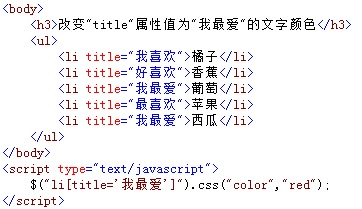 <body>
<h3>改变"title"属性值为"我最爱"的文字颜色</h3>
<ul>
<li title="我喜欢">橘子</li>
<li title="好喜欢">香蕉</li>
<li title="我最爱">葡萄</li>
<li title="最喜欢">苹果</li>
<li title="我最爱">西瓜</li>
</ul>
</body>
<script type="text/javascript">
$("li[title='我最爱']").css("color","red");
</script>